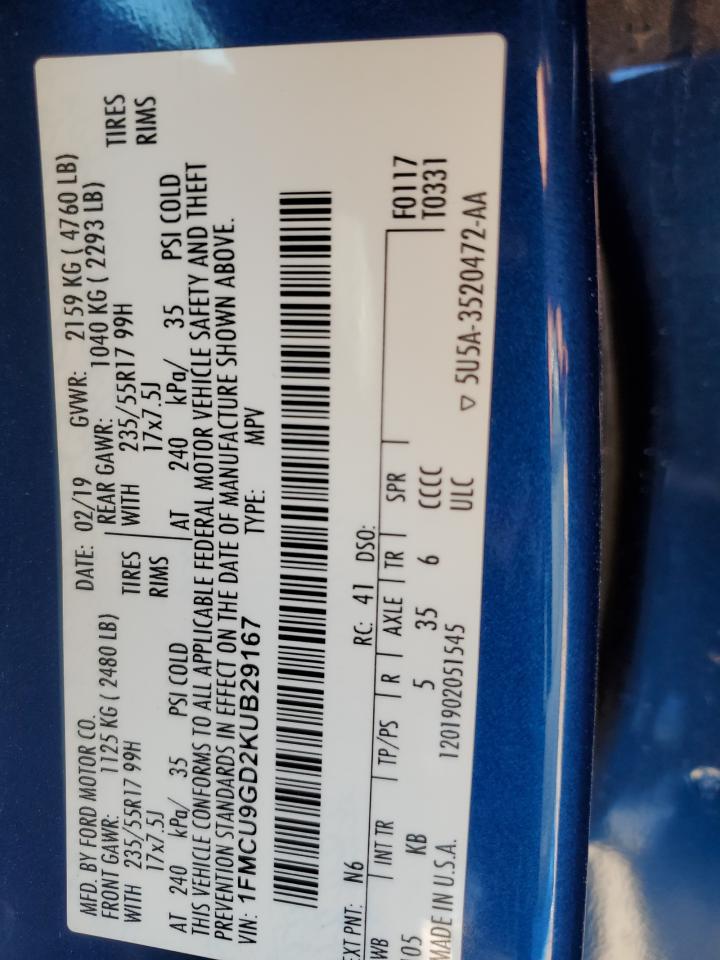 MFD. BY FORD MOTOR CO. DATE: 02/19 GVWR: 2159 KG ( 4760 LB)
FRONT GAWR: 1125 KG ( 2480 LB) REAR GAWR: 1040 KG ( 2293 LB)
WITH 235/55R17 99H TIRES WITH 235/55R17 99H TIRES
17x7.5J RIMS 17x7.5J RIMS
AT 240 kPa/ 35 PSI COLD AT 240 kPa/ 35 PSI COLD
THIS VEHICLE CONFORMS TO ALL APPLICABLE FEDERAL MOTOR VEHICLE SAFETY AND THEFT
PREVENTION STANDARDS IN EFFECT ON THE DATE OF MANUFACTURE SHOWN ABOVE.
VIN: 1FMCU9GD2KUB29167 TYPE: MPV
EXT PNT: N6 RC: 41 DSO:
WB INT TR TP/PS R AXLE TR SPR F0117
105 KB 5 35 6 CCCC T0331
MADE IN U.S.A. 1201902051545 ULC ▽ 5U5A-3520472-AA